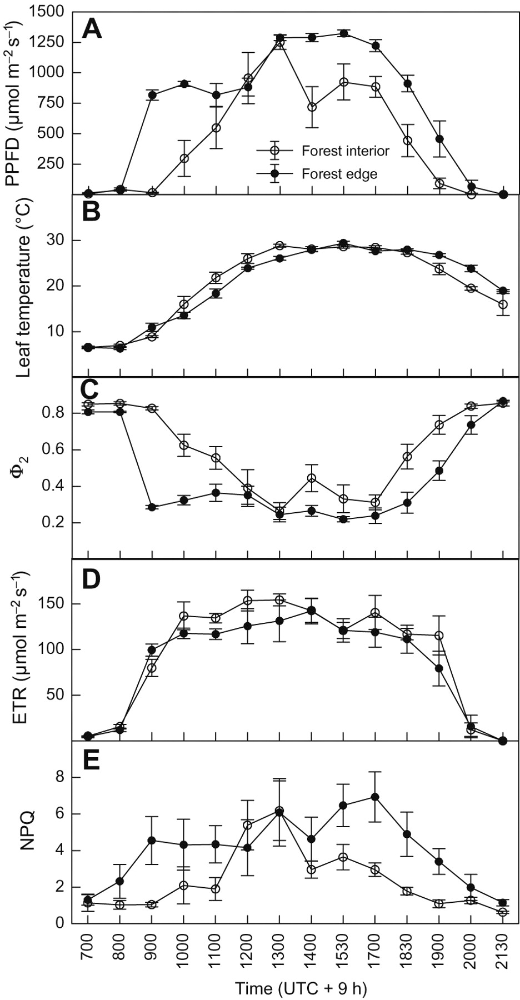 A
PPFD (μmol m⁻² s⁻¹)
1500
1250
1000
750
500
250
Forest interior
Forest edge
B
Leaf temperature (°C)
30
20
10
C
Φ₂
0.8
0.6
0.4
0.2
D
ETR (μmol m⁻² s⁻¹)
150
100
50
E
NPQ
8
6
4
2
0
700 800 900 1000 1100 1200 1300 1400 1530 1700 1830 1900 2000 2130
Time (UTC + 9 h)